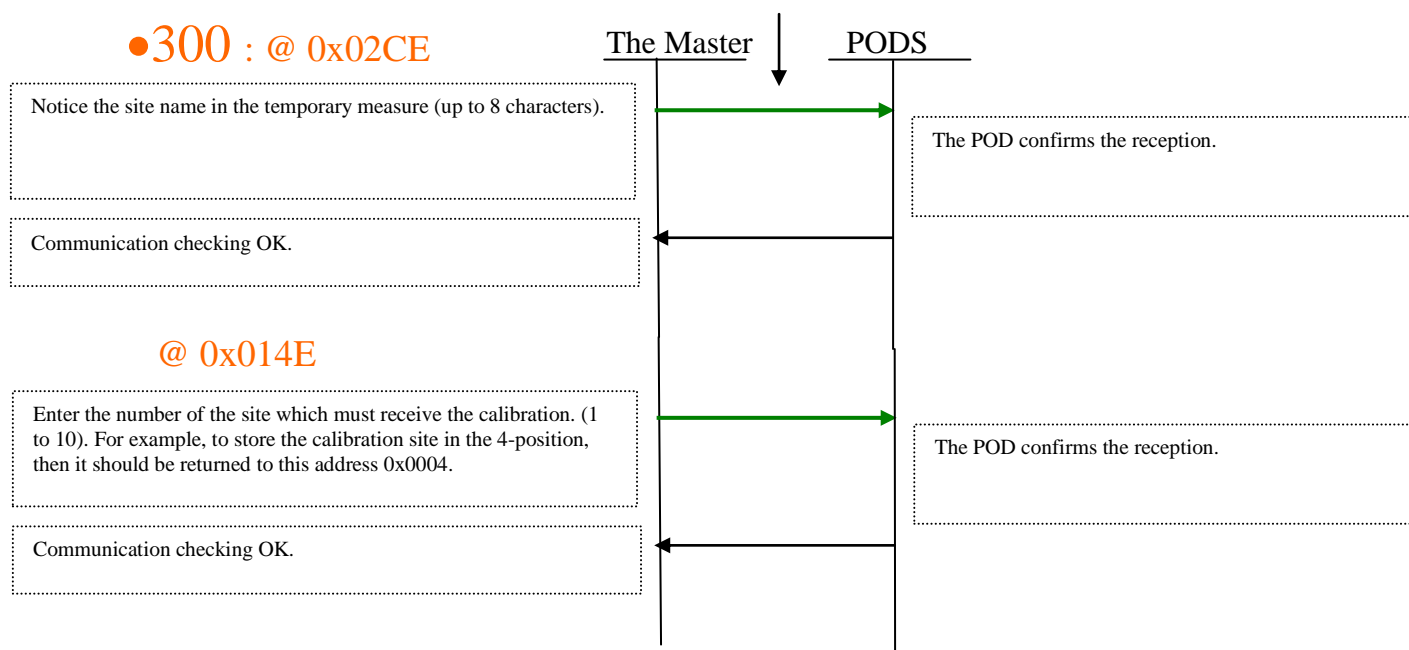 •300 : @ 0x02CE
The Master
PODS
Notice the site name in the temporary measure (up to 8 characters).
The POD confirms the reception.
Communication checking OK.
@ 0x014E
Enter the number of the site which must receive the calibration. (1
to 10). For example, to store the calibration site in the 4-position,
then it should be returned to this address 0x0004.
The POD confirms the reception.
Communication checking OK.